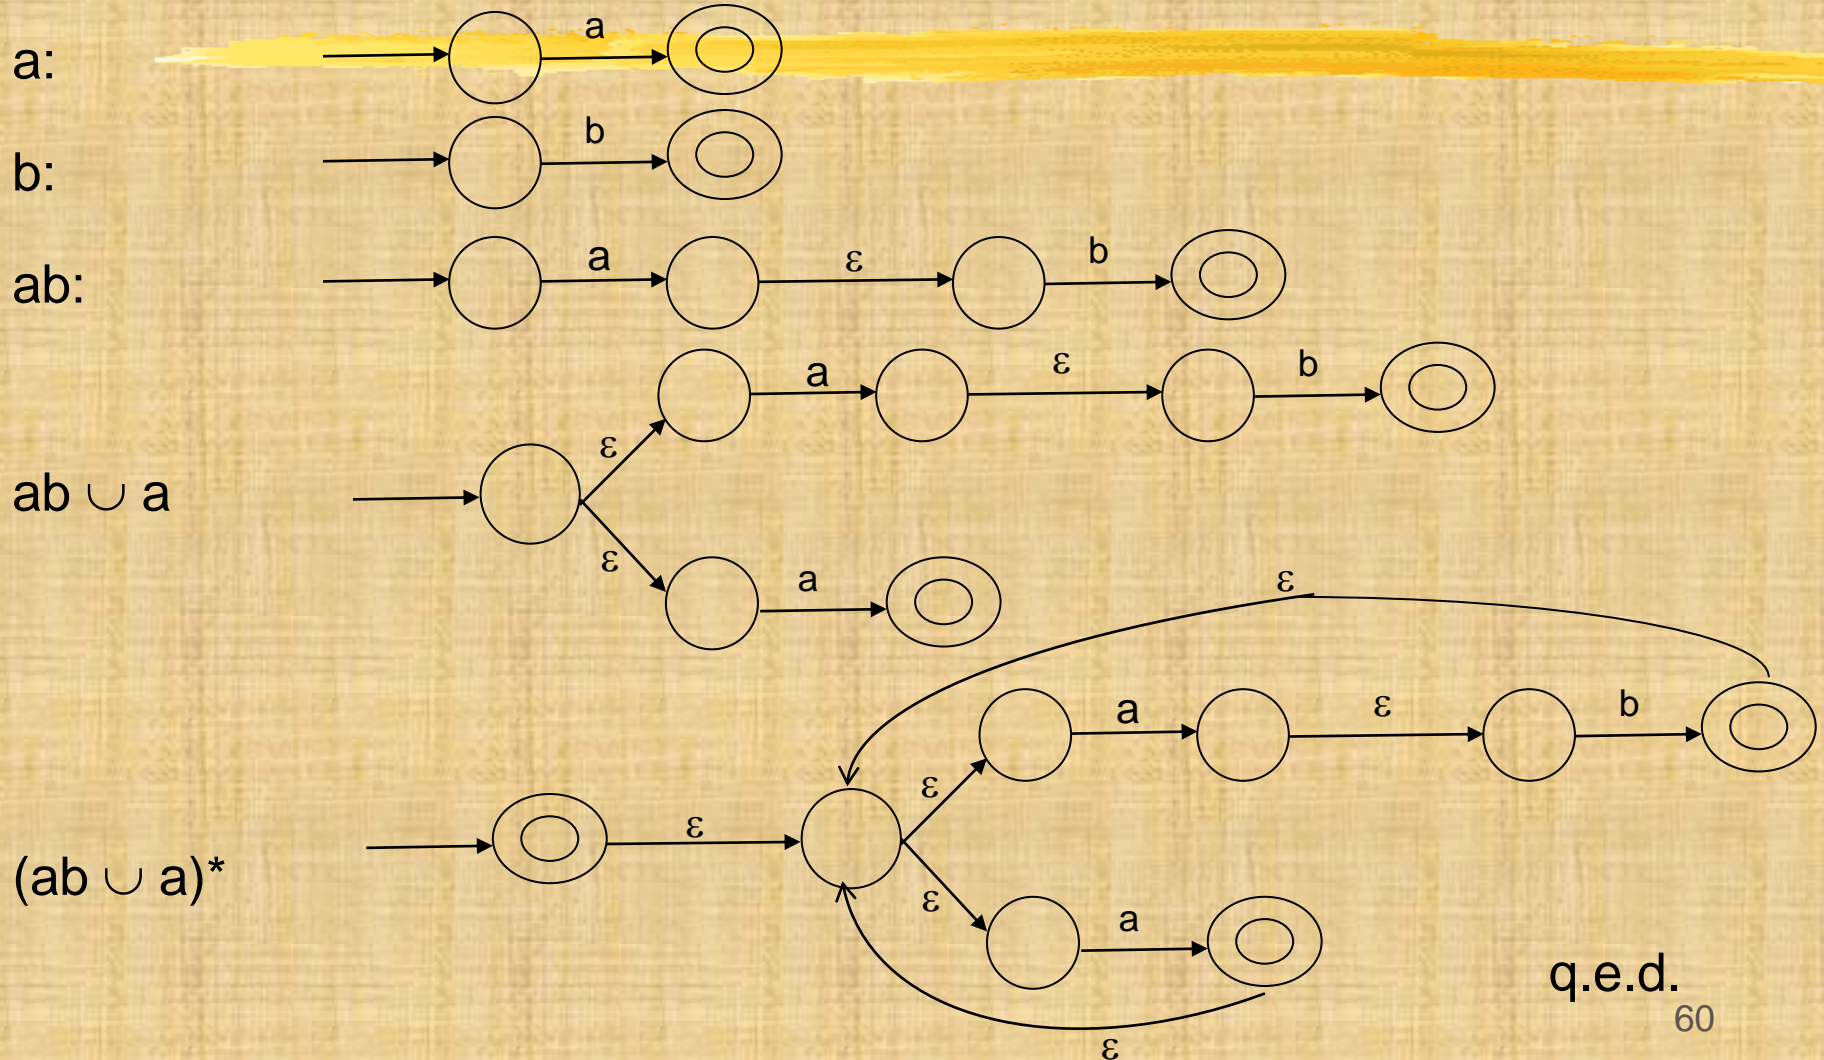 a: a
b: b
ab: a ε b
a ε b
ε
ab ∪ a
ε
a
ε
a ε b
ε
ε
(ab ∪ a)*
ε
a
q.e.d.
60
ε